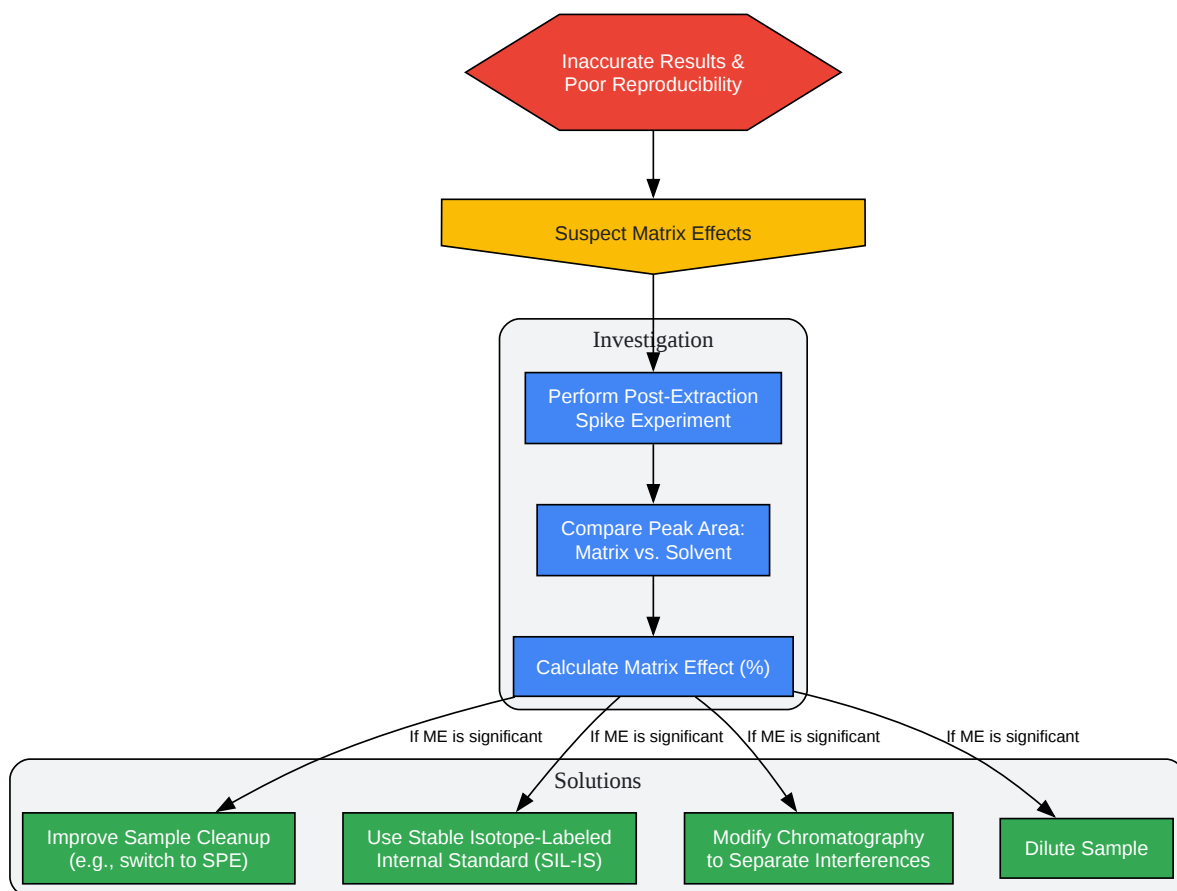 Inaccurate Results &
Poor Reproducibility
Suspect Matrix Effects
Investigation
Perform Post-Extraction
Spike Experiment
Compare Peak Area:
Matrix vs. Solvent
Calculate Matrix Effect (%)
If ME is significant
If ME is significant
If ME is significant
If ME is significant
Solutions
Improve Sample Cleanup
(e.g., switch to SPE)
Use Stable Isotope-Labeled
Internal Standard (SIL-IS)
Modify Chromatography
to Separate Interferences
Dilute Sample